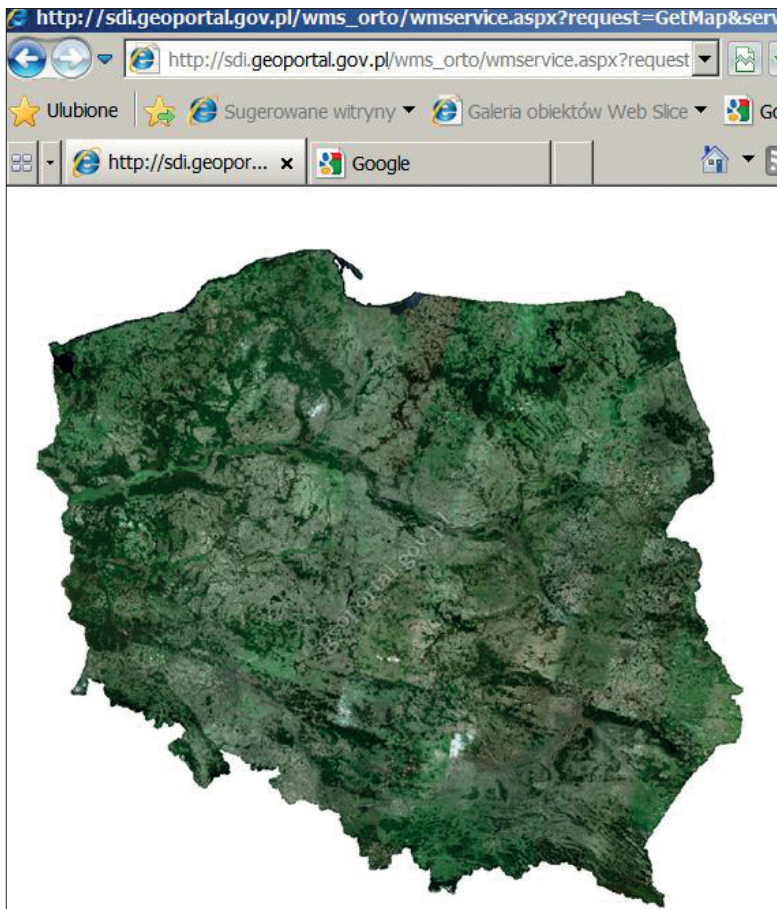 http://sdi.geoportal.gov.pl/wms_orto/wmservice.aspx?request=GetMap&serv
http://sdi.geoportal.gov.pl/wms_orto/wmservice.aspx?request
Ulubione Sugerowane witryny Galeria obiektów Web Slice Go
http://sdi.geopor... x Google
geoportal.gov.pl